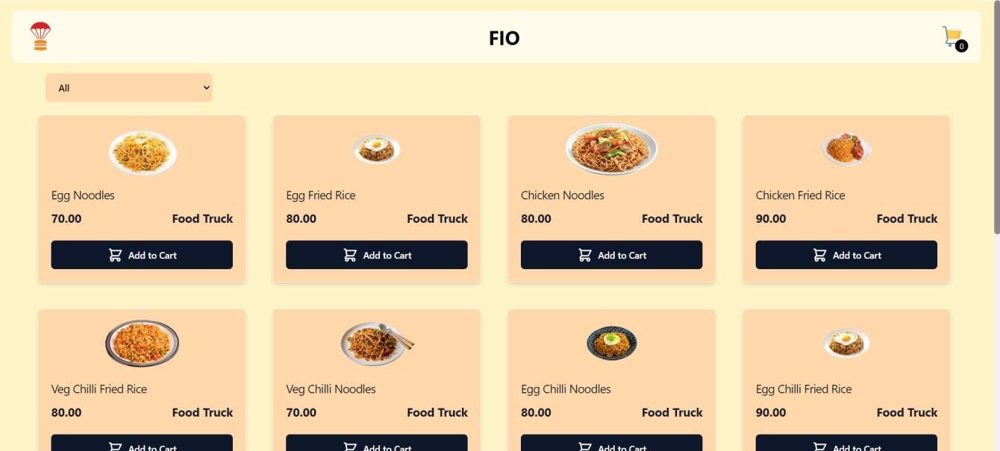 FIO
0
All
Egg Noodles
70.00 Food Truck
Add to Cart
Egg Fried Rice
80.00 Food Truck
Add to Cart
Chicken Noodles
80.00 Food Truck
Add to Cart
Chicken Fried Rice
90.00 Food Truck
Add to Cart
Veg Chilli Fried Rice
80.00 Food Truck
Add to Cart
Veg Chilli Noodles
70.00 Food Truck
Add to Cart
Egg Chilli Noodles
80.00 Food Truck
Add to Cart
Egg Chilli Fried Rice
90.00 Food Truck
Add to Cart